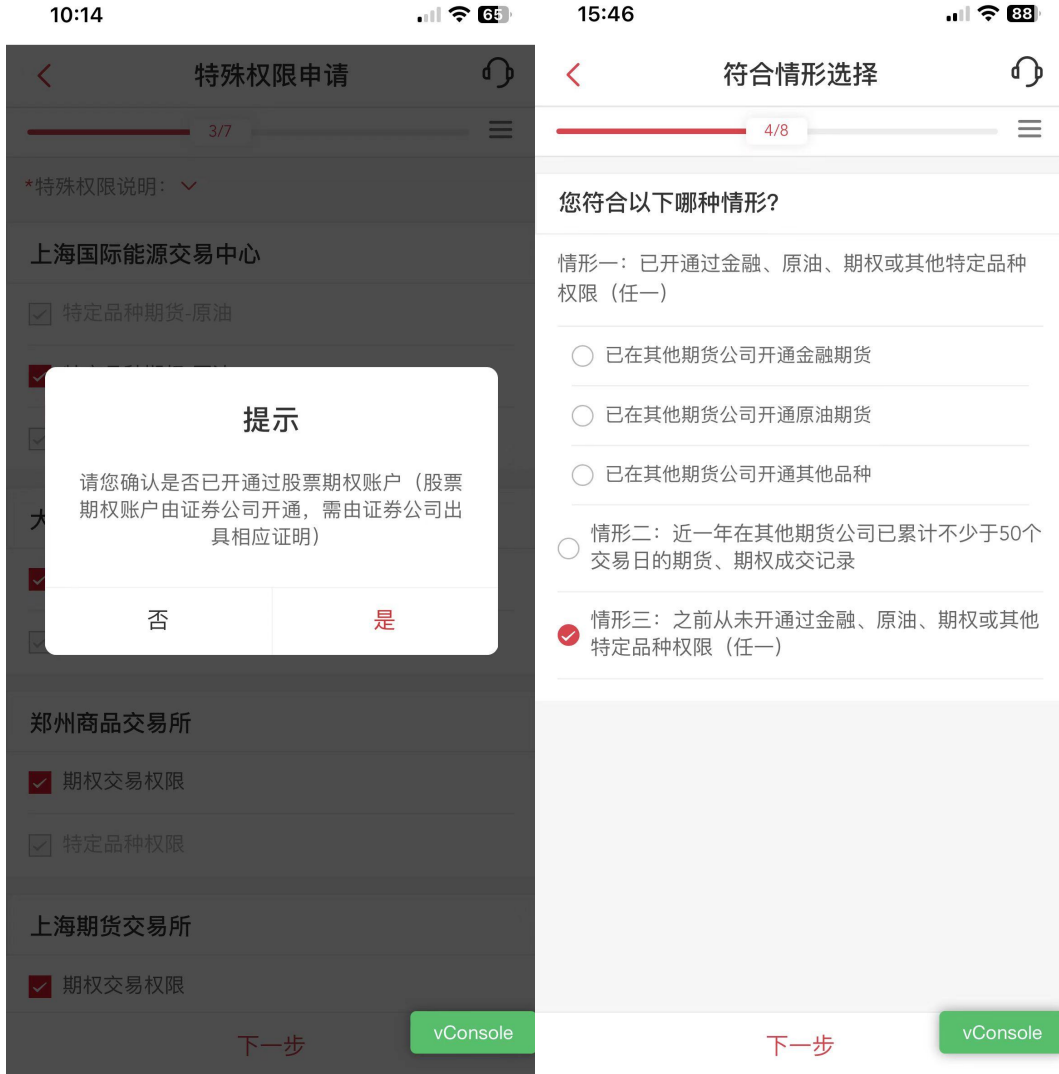 10:14
65
特殊权限申请
3/7
*特殊权限说明：
上海国际能源交易中心
特定品种期货-原油
提示
请您确认是否已开通过股票期权账户（股票
期权账户由证券公司开通，需由证券公司出
具相应证明）
否
是
郑州商品交易所
期权交易权限
特定品种权限
上海期货交易所
期权交易权限
下一步
vConsole
15:46
88
符合情形选择
4/8
您符合以下哪种情形?
情形一：已开通过金融、原油、期权或其他特定品种
权限（任一）
已在其他期货公司开通金融期货
已在其他期货公司开通原油期货
已在其他期货公司开通其他品种
情形二：近一年在其他期货公司已累计不少于50个
交易日的期货、期权成交记录
情形三：之前从未开通过金融、原油、期权或其他
特定品种权限（任一）
下一步
vConsole